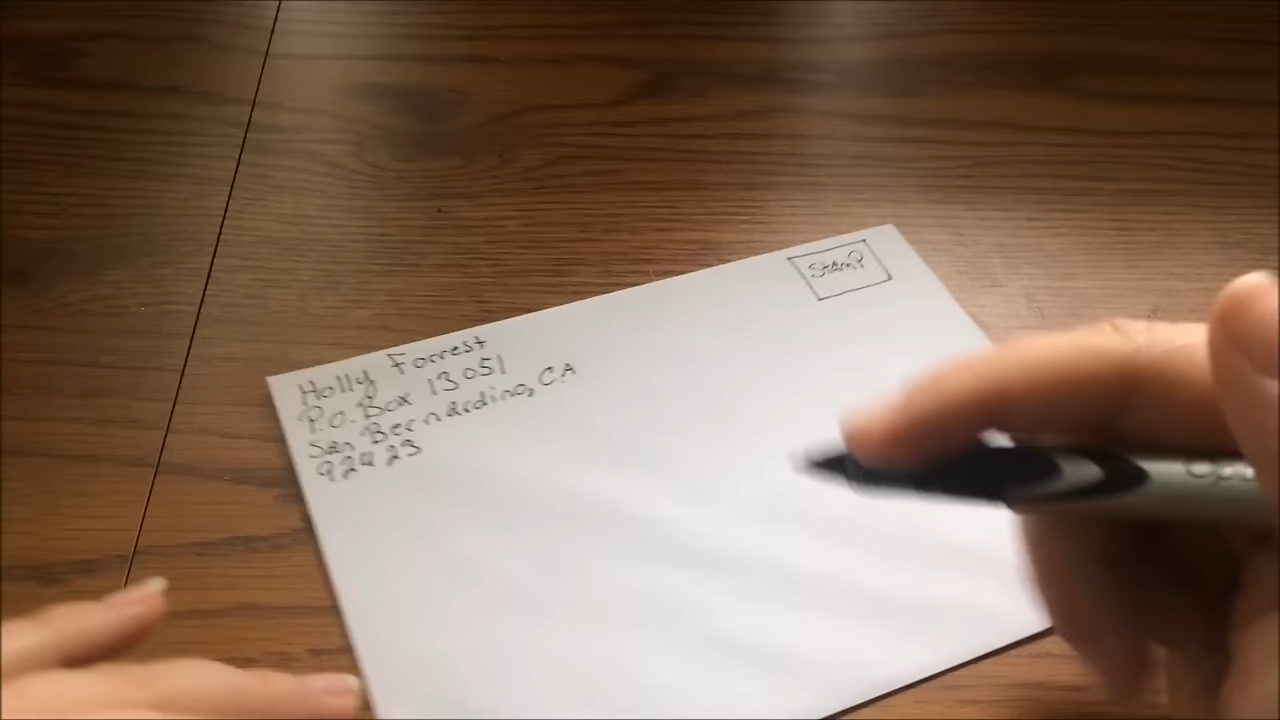 Holly Forrest
P.O. Box 13051
San Bernardino, CA
92423
Stamp